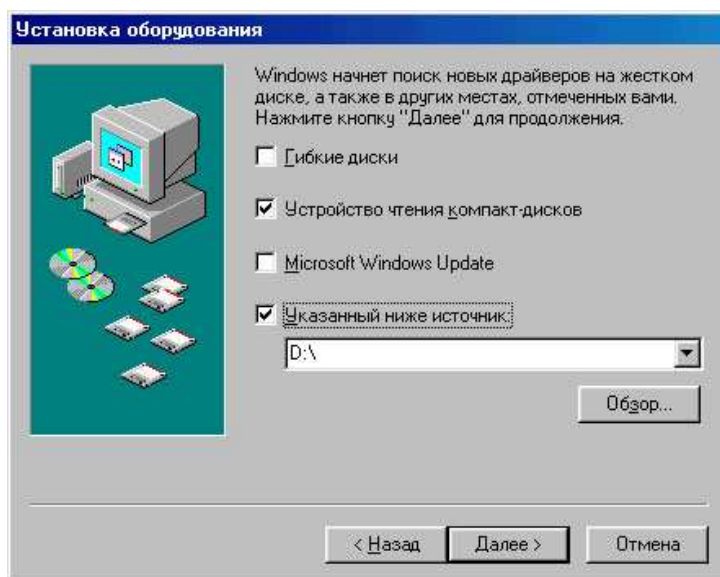 Установка оборудования
Windows начнет поиск новых драйверов на жестком
диске, а также в других местах, отмеченных вами.
Нажмите кнопку "Далее" для продолжения.
Гибкие диски
Устройство чтения компакт-дисков
Microsoft Windows Update
Указанный ниже источник:
D:\
Обзор...
< Назад
Далее >
Отмена